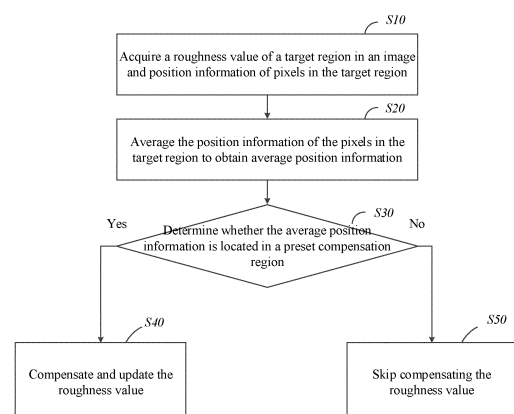 S10
Acquire a roughness value of a target region in an image
and position information of pixels in the target region
S20
Average the position information of the pixels in the
target region to obtain average position information
S30
Yes
No
Determine whether the average position
information is located in a preset compensation
region
S40
S50
Compensate and update the
roughness value
Skip compensating the
roughness value